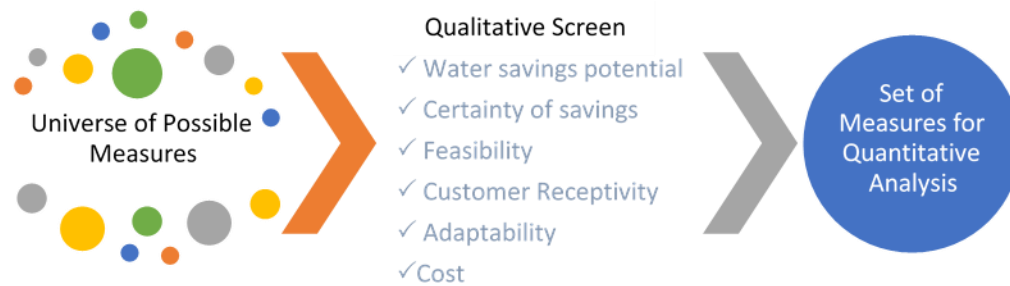 Universe of Possible
Measures
Qualitative Screen
✓ Water savings potential
✓ Certainty of savings
✓ Feasibility
✓ Customer Receptivity
✓ Adaptability
✓Cost
Set of
Measures for
Quantitative
Analysis